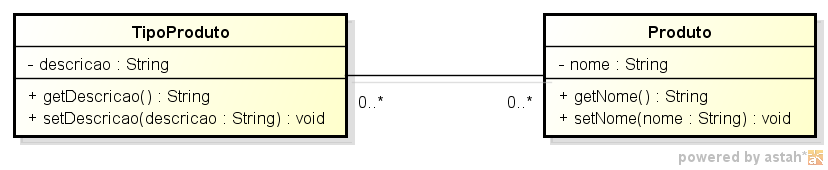 TipoProduto
- descricao : String
+ getDescricao() : String
+ setDescricao(descricao : String) : void
0..*
0..*
Produto
- nome : String
+ getNome() : String
+ setNome(nome : String) : void
powered by astah*